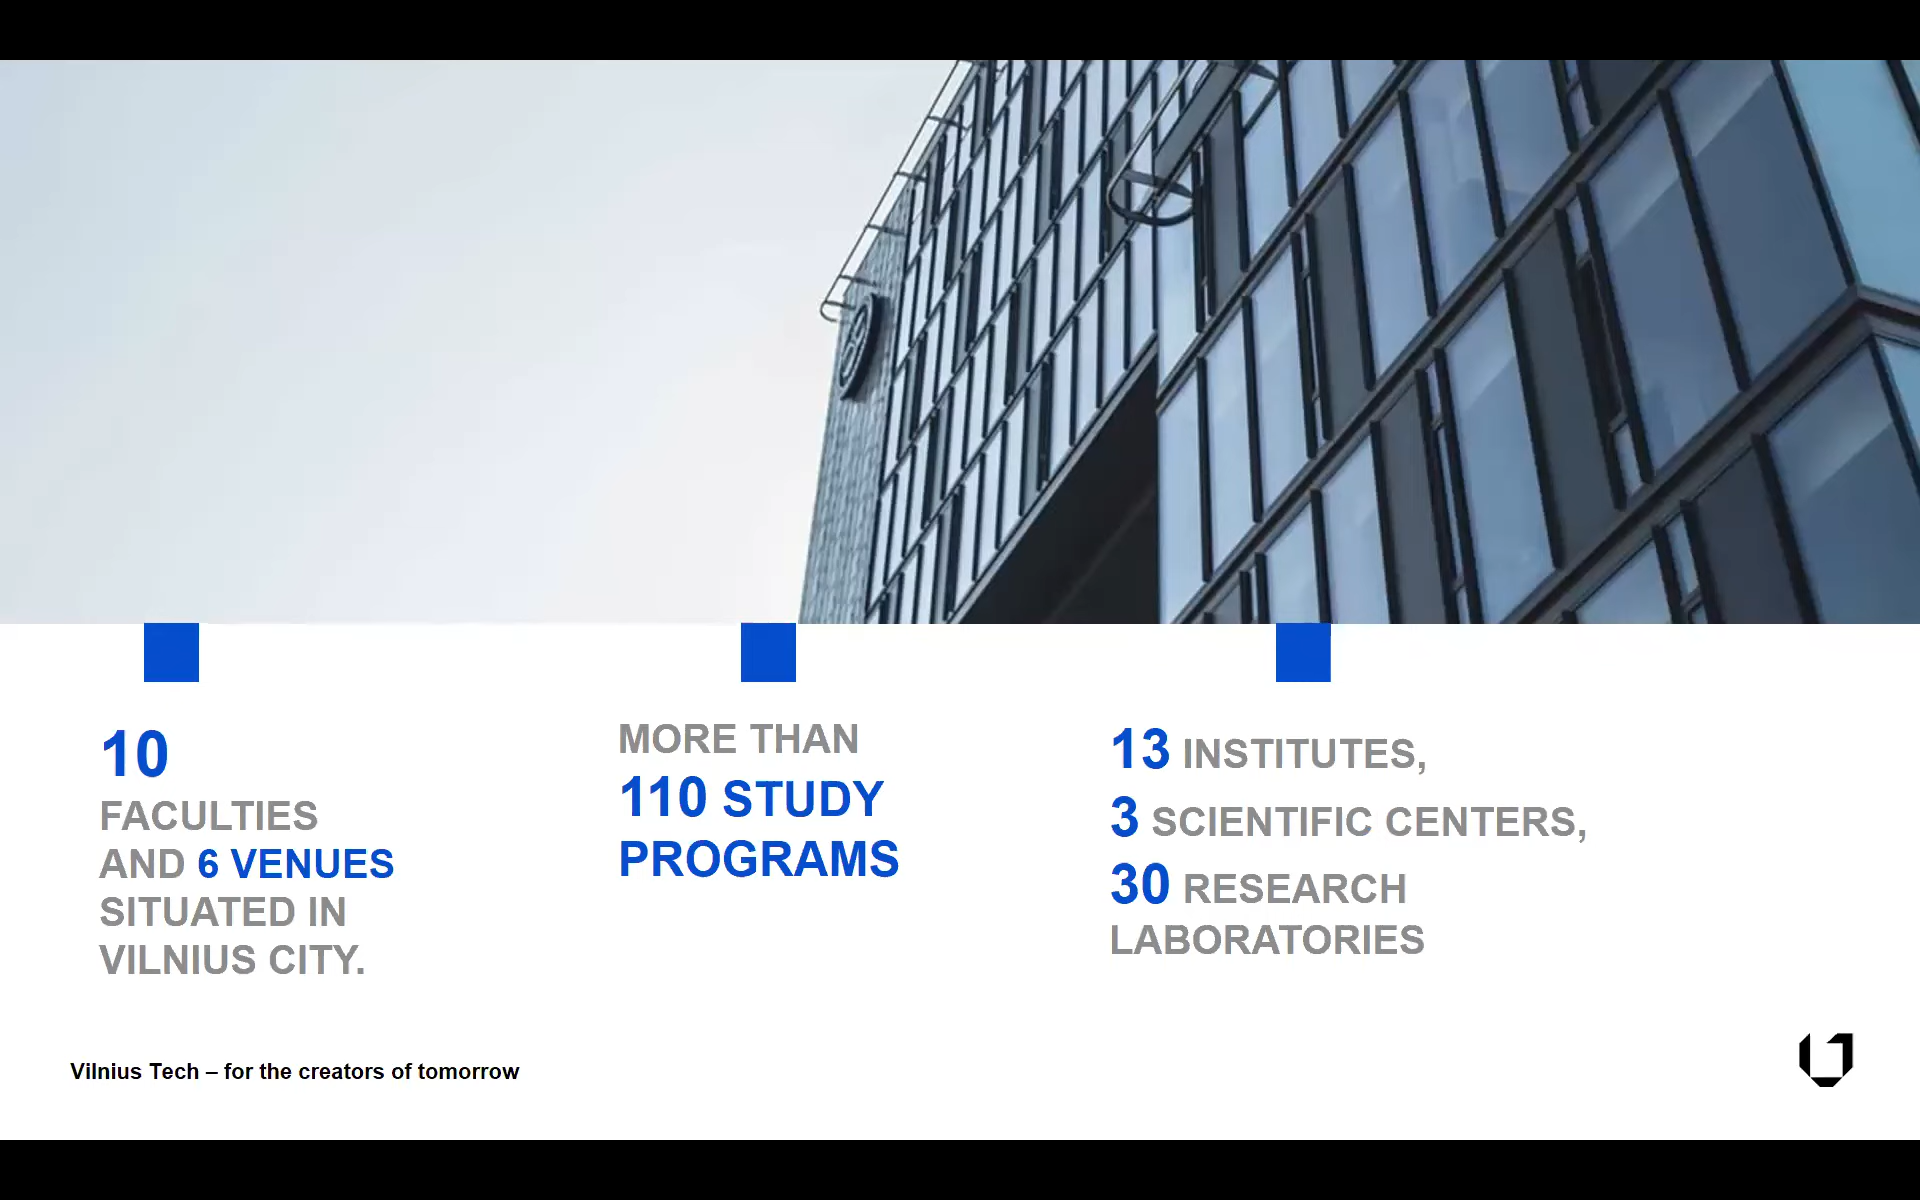 10
FACULTIES
AND 6 VENUES
SITUATED IN
VILNIUS CITY.
MORE THAN
110 STUDY
PROGRAMS
13 INSTITUTES,
3 SCIENTIFIC CENTERS,
30 RESEARCH
LABORATORIES
Vilnius Tech – for the creators of tomorrow